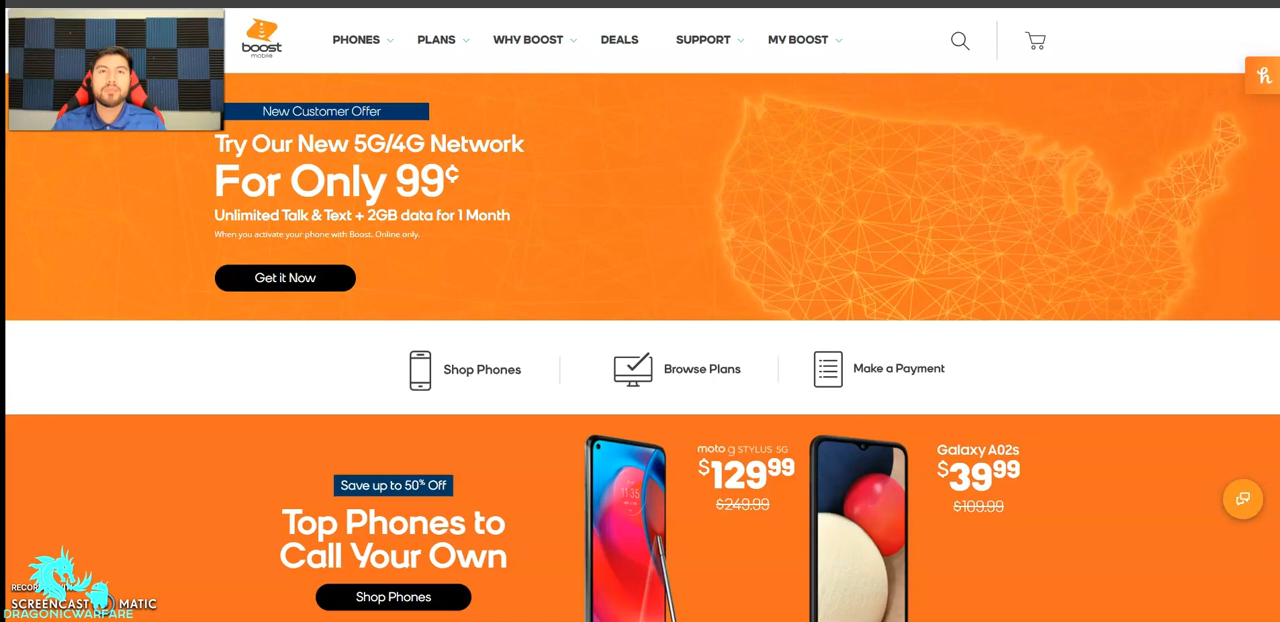 boost
mobile
PHONES
PLANS
WHY BOOST
DEALS
SUPPORT
MY BOOST
h
New Customer Offer
Try Our New 5G/4G Network
For Only 99¢
Unlimited Talk & Text + 2GB data for 1 Month
When you activate your phone with Boost. Online only.
Get it Now
Shop Phones
Browse Plans
Make a Payment
Save up to 50% Off
Top Phones to
Call Your Own
Shop Phones
11:35
moto g STYLUS 5G
$129.99
$249.99
Galaxy A02s
$39.99
$109.99
SCREENCAST MATIC
DRAGONICWARFARE